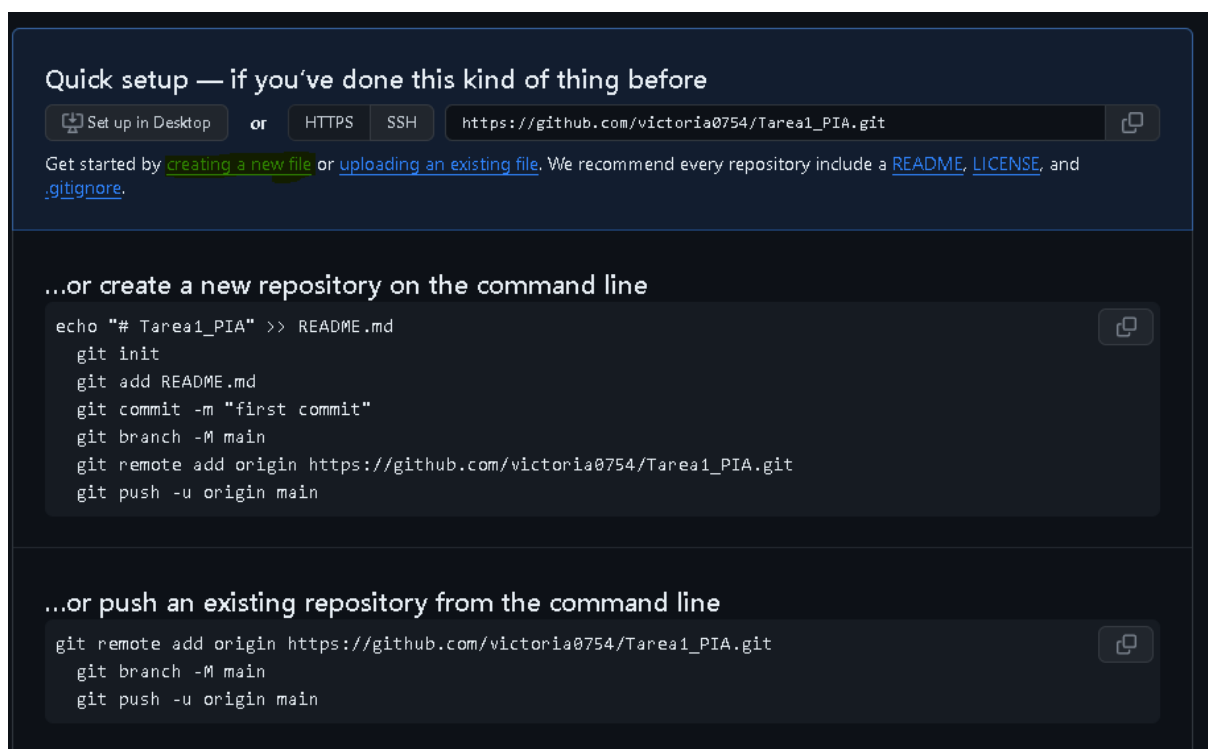 Quick setup — if you've done this kind of thing before
Set up in Desktop or HTTPS SSH https://github.com/victoria0754/Tarea1_PIA.git
Get started by creating a new file or uploading an existing file. We recommend every repository include a README, LICENSE, and
.gitignore.
...or create a new repository on the command line
echo "# Tarea1_PIA" >> README.md
git init
git add README.md
git commit -m "first commit"
git branch -M main
git remote add origin https://github.com/victoria0754/Tarea1_PIA.git
git push -u origin main
...or push an existing repository from the command line
git remote add origin https://github.com/victoria0754/Tarea1_PIA.git
git branch -M main
git push -u origin main